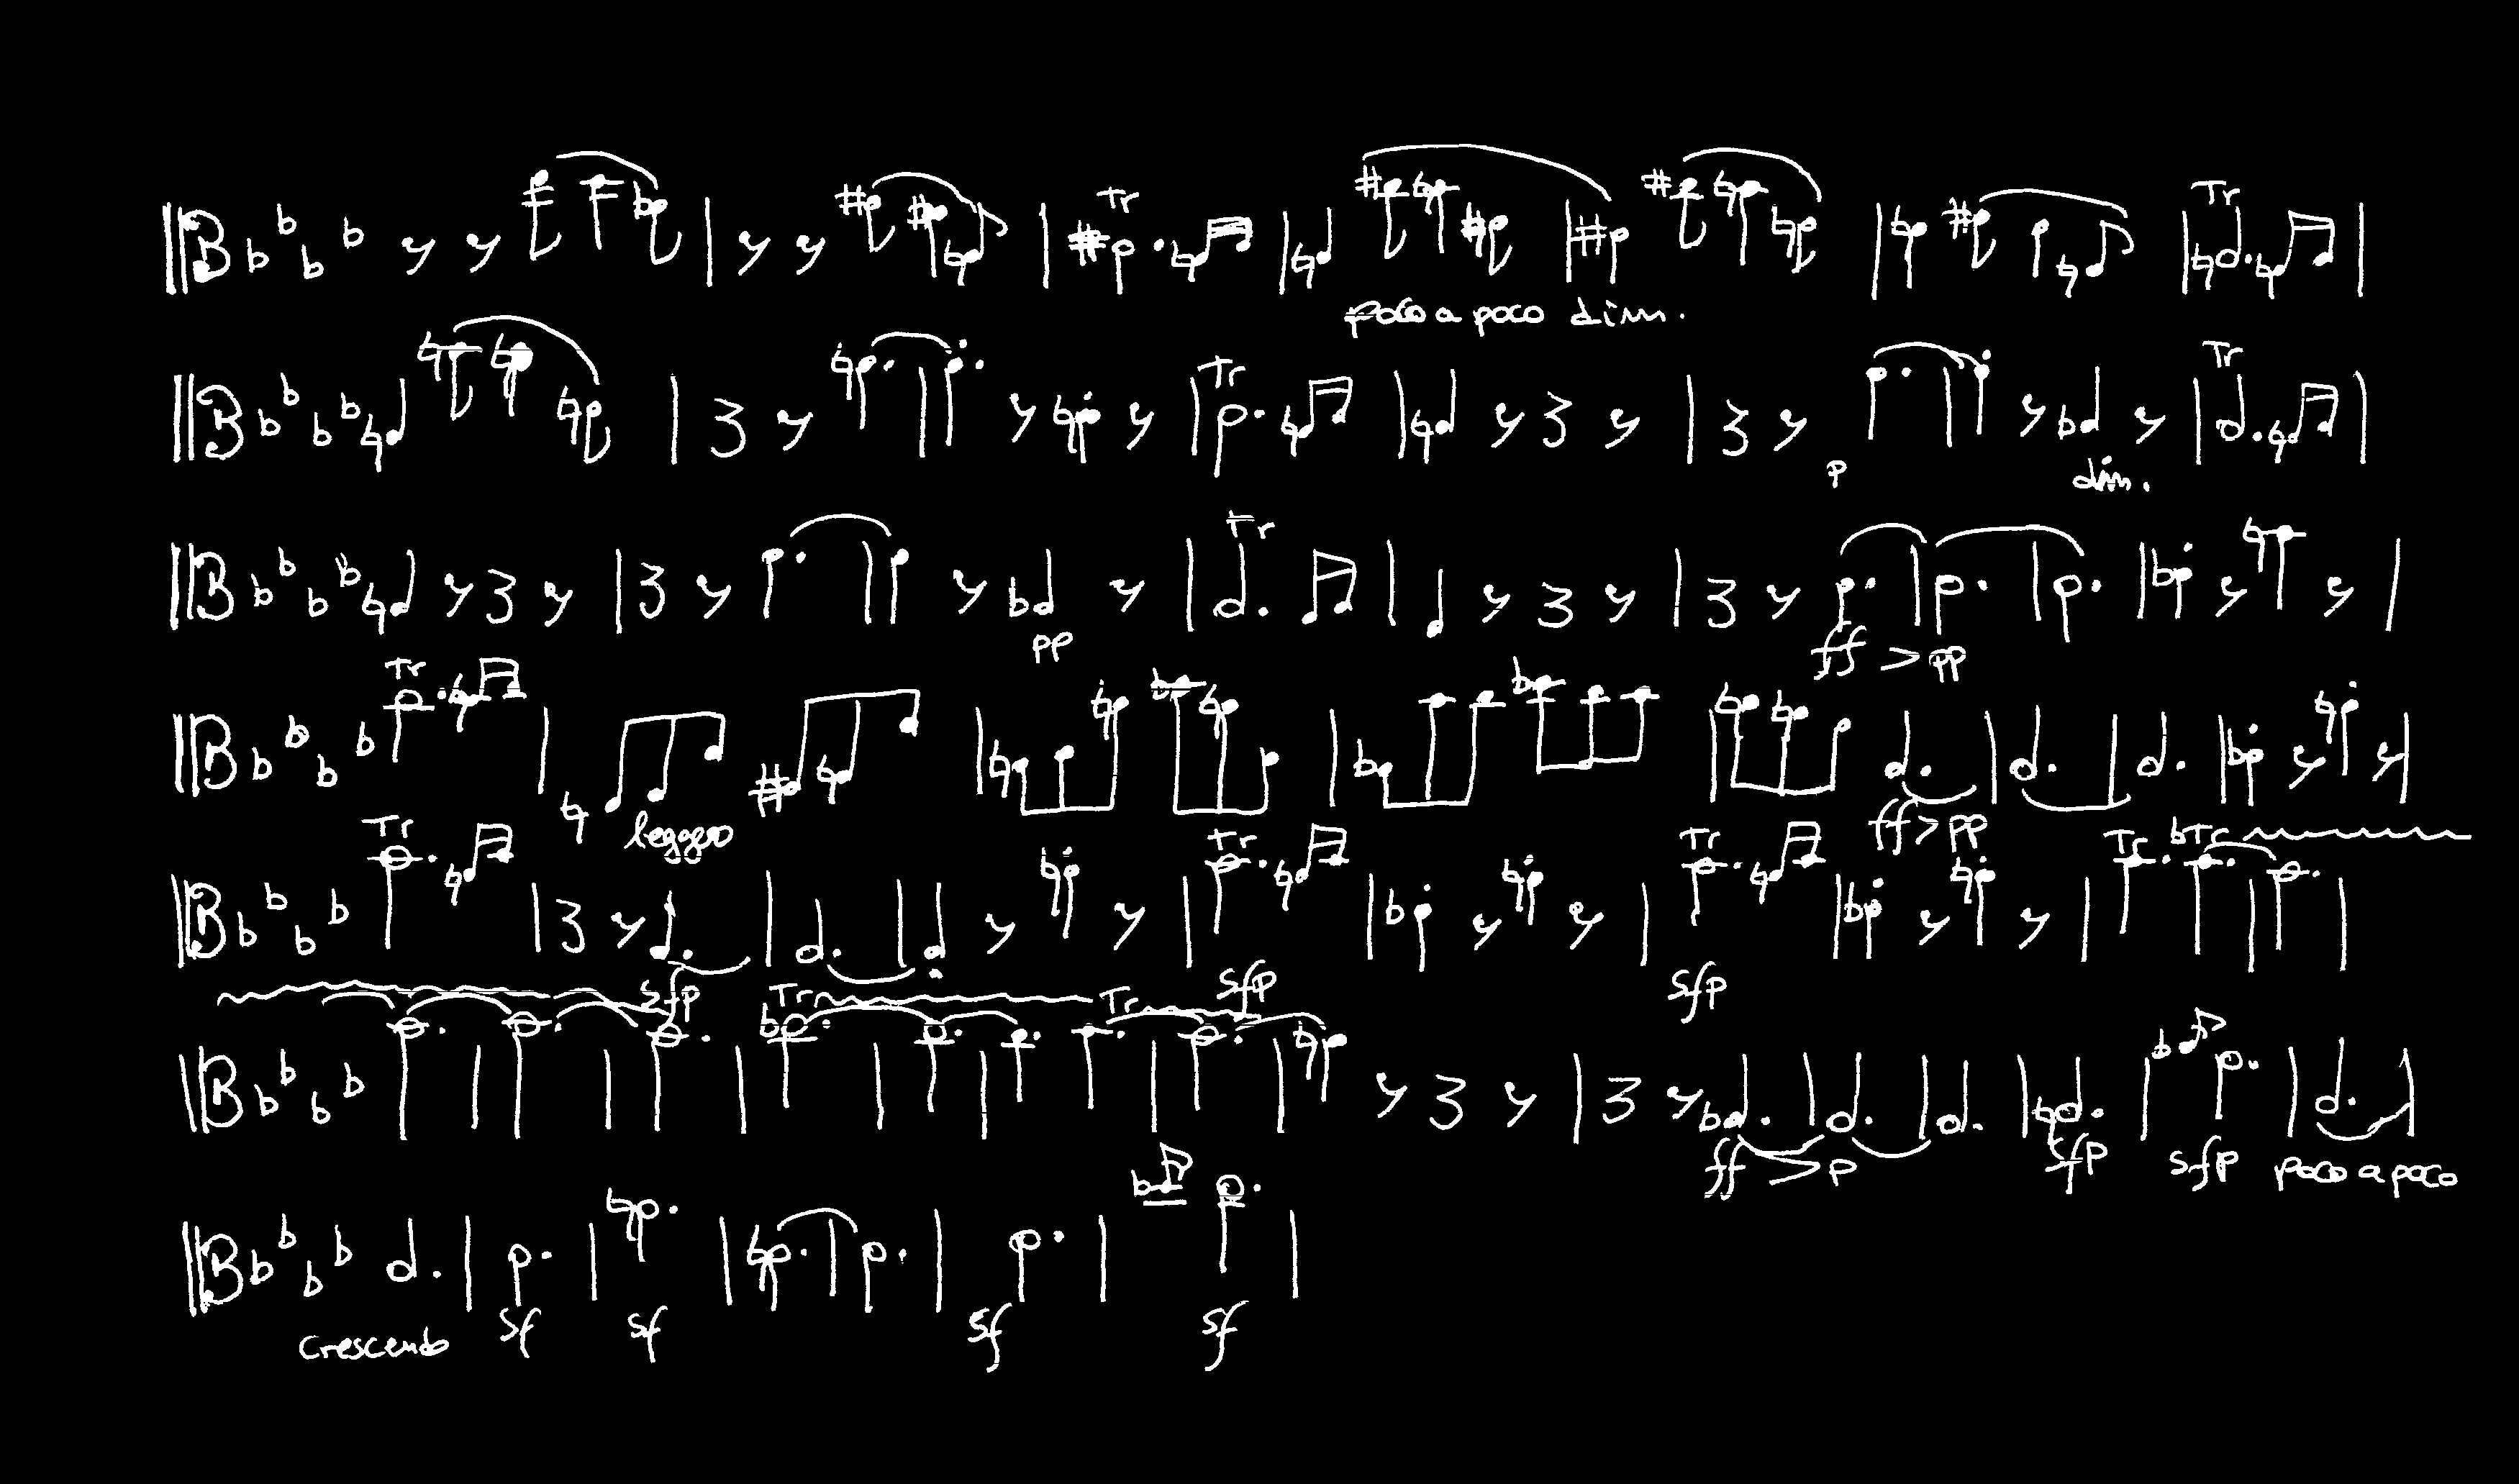 Tr Tr
poco a poco dim.
Tr Tr
p dim.
Tr
pp ff > pp
Tr
leggero ff > pp
Tr Tr Tr Tr Tr
sfp Tr Tr sfp sfp
ff > p sfp sfp poco a poco
crescendo sf sf sf sf